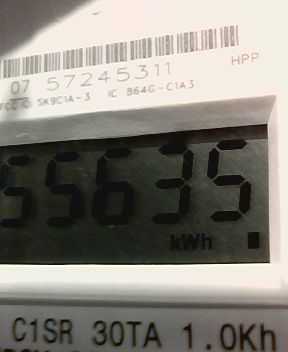 HPP
07 57245311
FCC ID SK9C1A-3 IC 864G-C1A3
55635
kWh
C1SR 30TA 1.0Kh